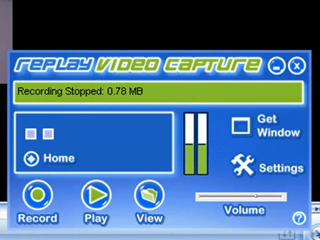 Replay Video Capture
Recording Stopped: 0.78 MB
Get
Window
Home
Settings
Record
Play
View
Volume
?